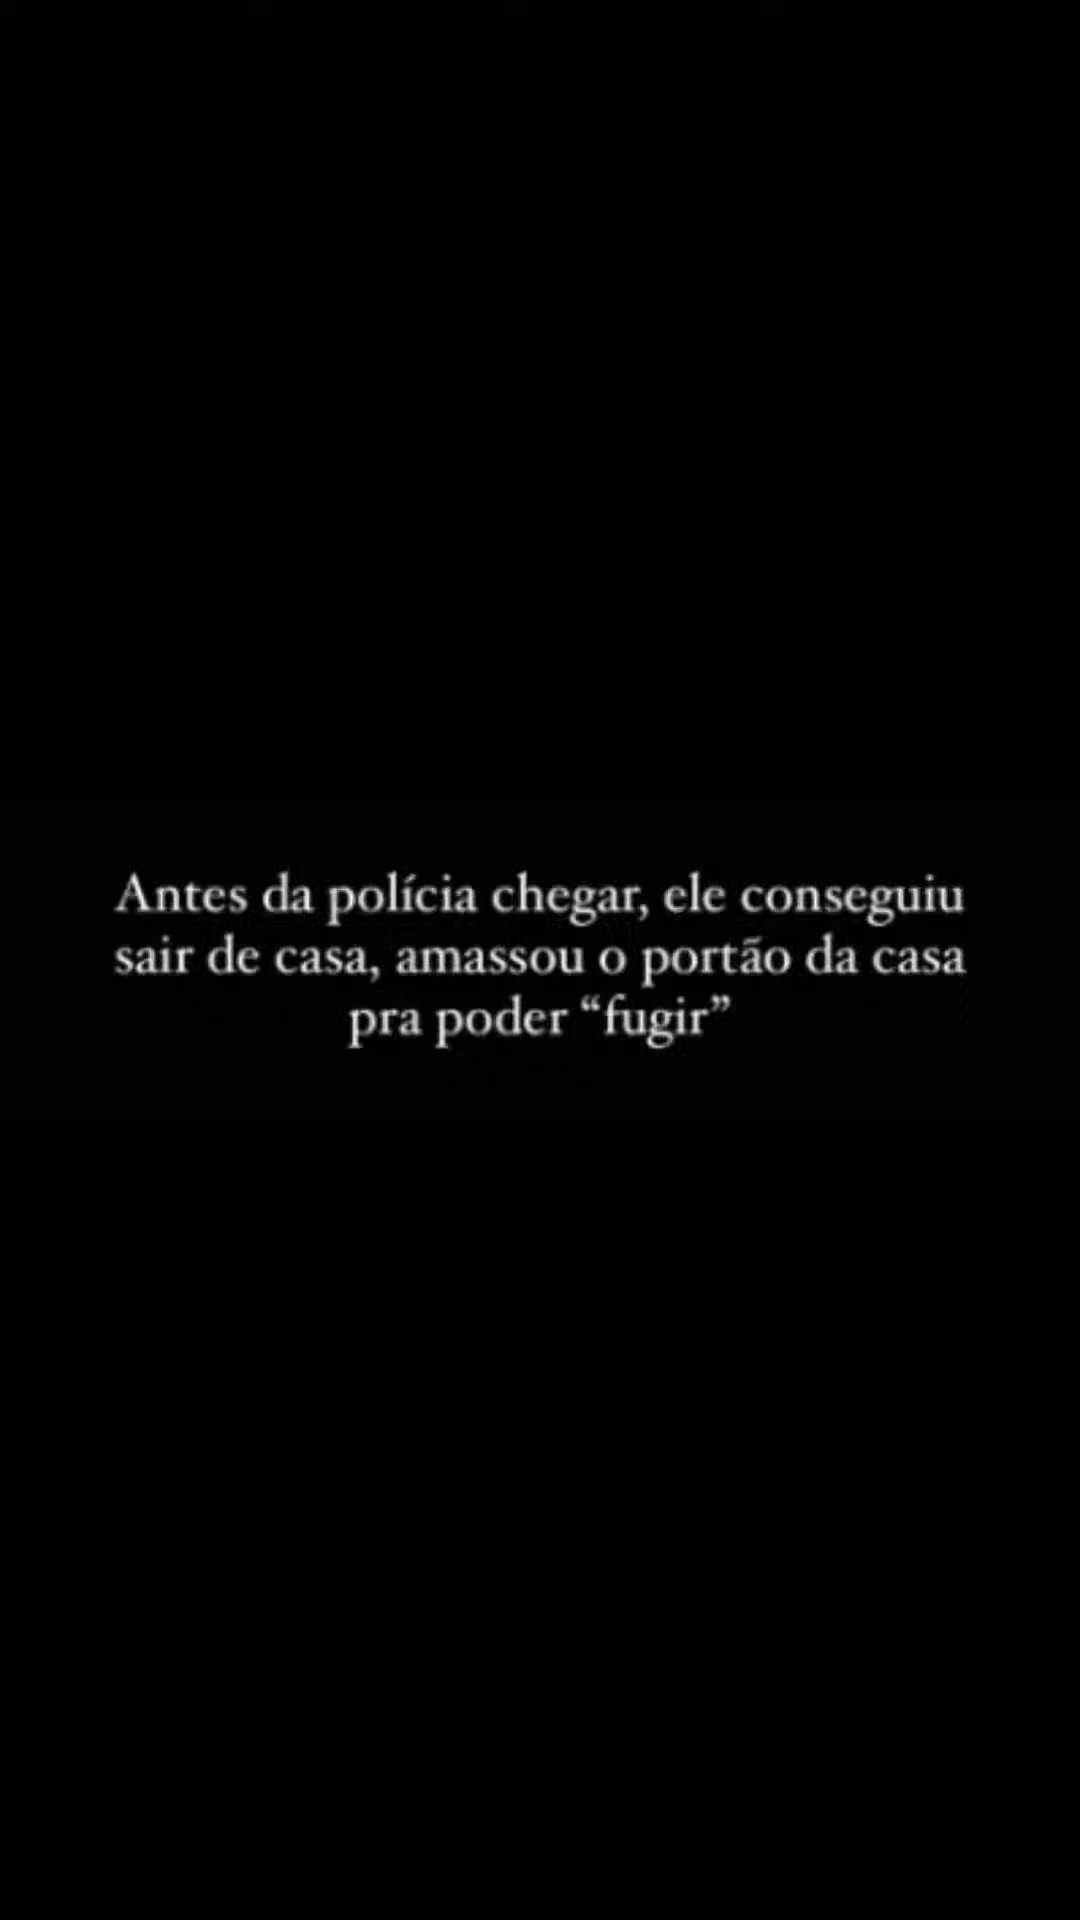 Antes da polícia chegar, ele conseguiu
sair de casa, amassou o portão da casa
pra poder “fugir”